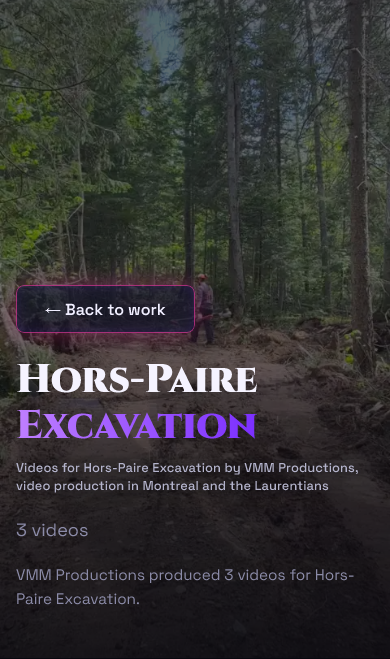 ← Back to work
Hors-Paire
Excavation
Videos for Hors-Paire Excavation by VMM Productions,
video production in Montreal and the Laurentians
3 videos
VMM Productions produced 3 videos for Hors-
Paire Excavation.